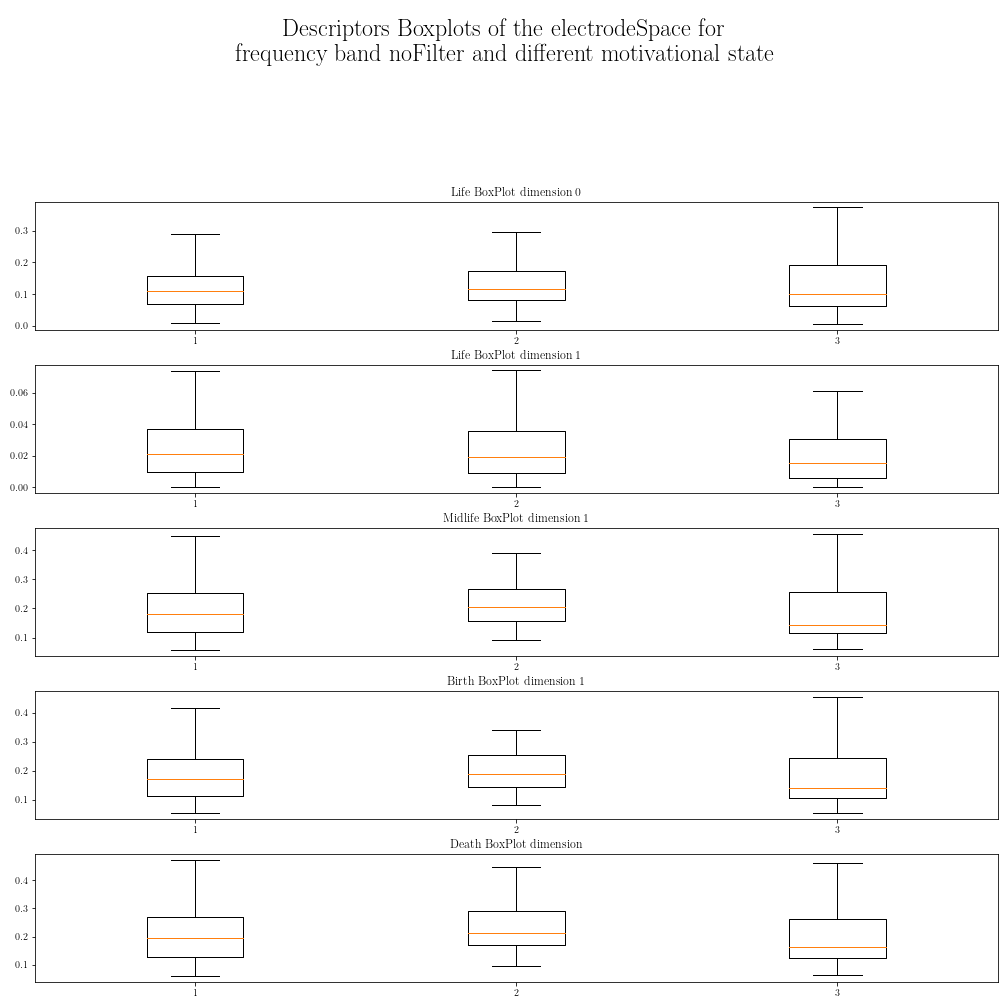 Descriptors Boxplots of the electrodeSpace for
frequency band noFilter and different motivational state
Life BoxPlot dimension 0
0.3
0.2
0.1
0.0
1 2 3
Life BoxPlot dimension 1
0.06
0.04
0.02
0.00
1 2 3
Midlife BoxPlot dimension 1
0.4
0.3
0.2
0.1
1 2 3
Birth BoxPlot dimension 1
0.4
0.3
0.2
0.1
1 2 3
Death BoxPlot dimension
0.4
0.3
0.2
0.1
1 2 3